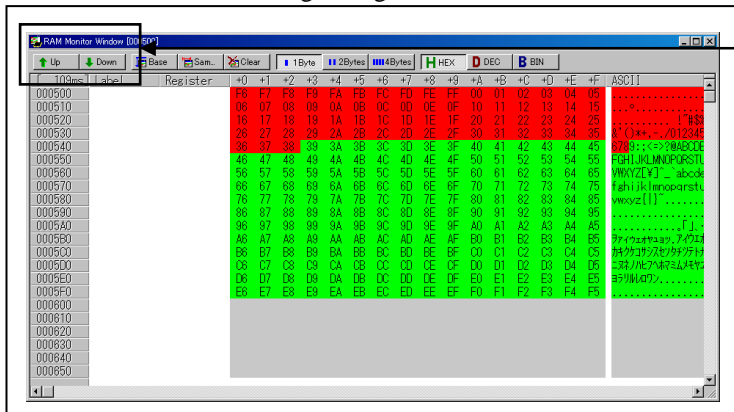 RAM Monitor Window [000500]
Up Down Base Sam... Clear 1Byte 2Bytes 4Bytes H HEX D DEC B BIN
[ 109ms] Label Register +0 +1 +2 +3 +4 +5 +6 +7 +8 +9 +A +B +C +D +E +F ASCII
000500 F6 F7 F8 F9 FA FB FC FD FE FF 00 01 02 03 04 05 ................
000510 06 07 08 09 0A 0B 0C 0D 0E 0F 10 11 12 13 14 15
000520 16 17 18 19 1A 1B 1C 1D 1E 1F 20 21 22 23 24 25
000530 26 27 28 29 2A 2B 2C 2D 2E 2F 30 31 32 33 34 35 &'()*+,-./012345
000540 36 37 38 39 3A 3B 3C 3D 3E 3F 40 41 42 43 44 45 6789:;<=>?@ABCDE
000550 46 47 48 49 4A 4B 4C 4D 4E 4F 50 51 52 53 54 55 FGHIJKLMNOPQRSTU
000560 56 57 58 59 5A 5B 5C 5D 5E 5F 60 61 62 63 64 65 VWXYZ[¥]^_`abcde
000570 66 67 68 69 6A 6B 6C 6D 6E 6F 70 71 72 73 74 75 fghijklmnopqrstu
000580 76 77 78 79 7A 7B 7C 7D 7E 7F 80 81 82 83 84 85 vwxyz{|}~.......
000590 86 87 88 89 8A 8B 8C 8D 8E 8F 90 91 92 93 94 95 ................
0005A0 96 97 98 99 9A 9B 9C 9D 9E 9F A0 A1 A2 A3 A4 A5
0005B0 A6 A7 A8 A9 AA AB AC AD AE AF B0 B1 B2 B3 B4 B5
0005C0 B6 B7 B8 B9 BA BB BC BD BE BF C0 C1 C2 C3 C4 C5
0005D0 C6 C7 C8 C9 CA CB CC CD CE CF D0 D1 D2 D3 D4 D5
0005E0 D6 D7 D8 D9 DA DB DC DD DE DF E0 E1 E2 E3 E4 E5
0005F0 E6 E7 E8 E9 EA EB EC ED EE EF F0 F1 F2 F3 F4 F5 ................
000600
000610
000620
000630
000640
000650